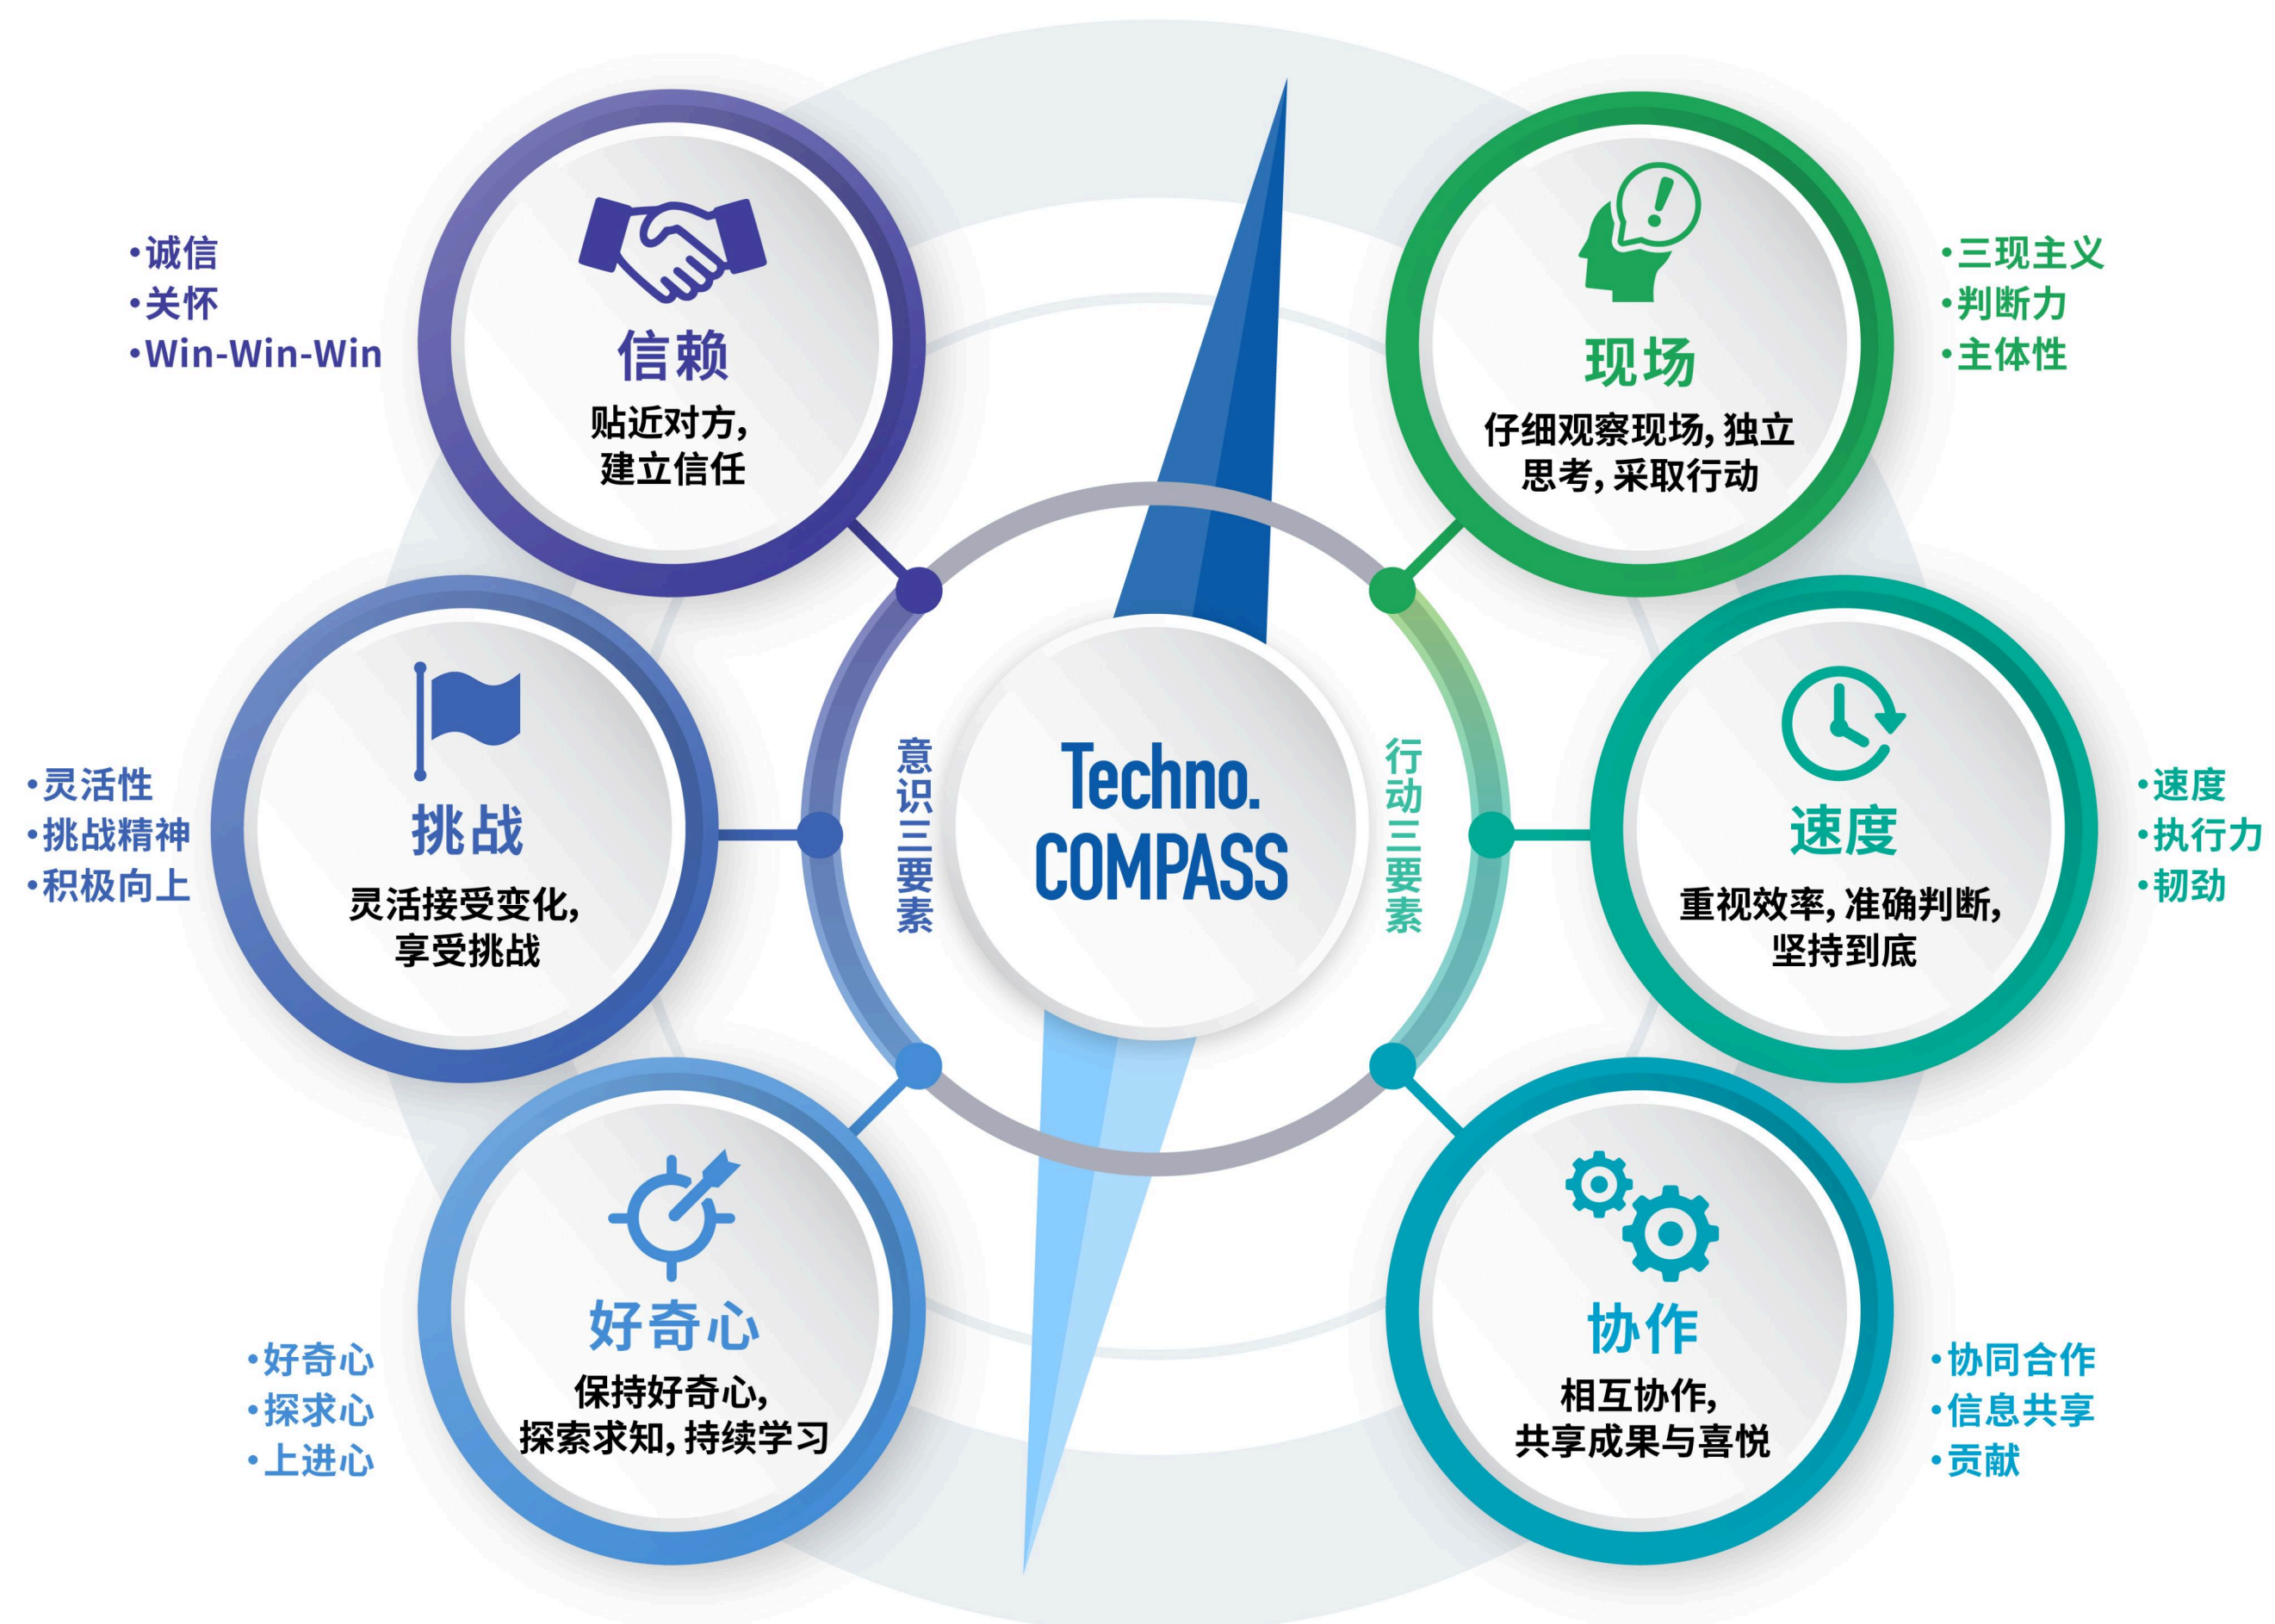 ·诚信
·关怀
·Win-Win-Win
信赖
贴近对方，
建立信任
·灵活性
·挑战精神
·积极向上
挑战
灵活接受变化，
享受挑战
·好奇心
·探求心
·上进心
好奇心
保持好奇心，
探索求知，持续学习
意识三要素
Techno.
COMPASS
行动三要素
现场
仔细观察现场，独立
思考，采取行动
·三现主义
·判断力
·主体性
速度
重视效率，准确判断，
坚持到底
·速度
·执行力
·韧劲
协作
相互协作，
共享成果与喜悦
·协同合作
·信息共享
·贡献